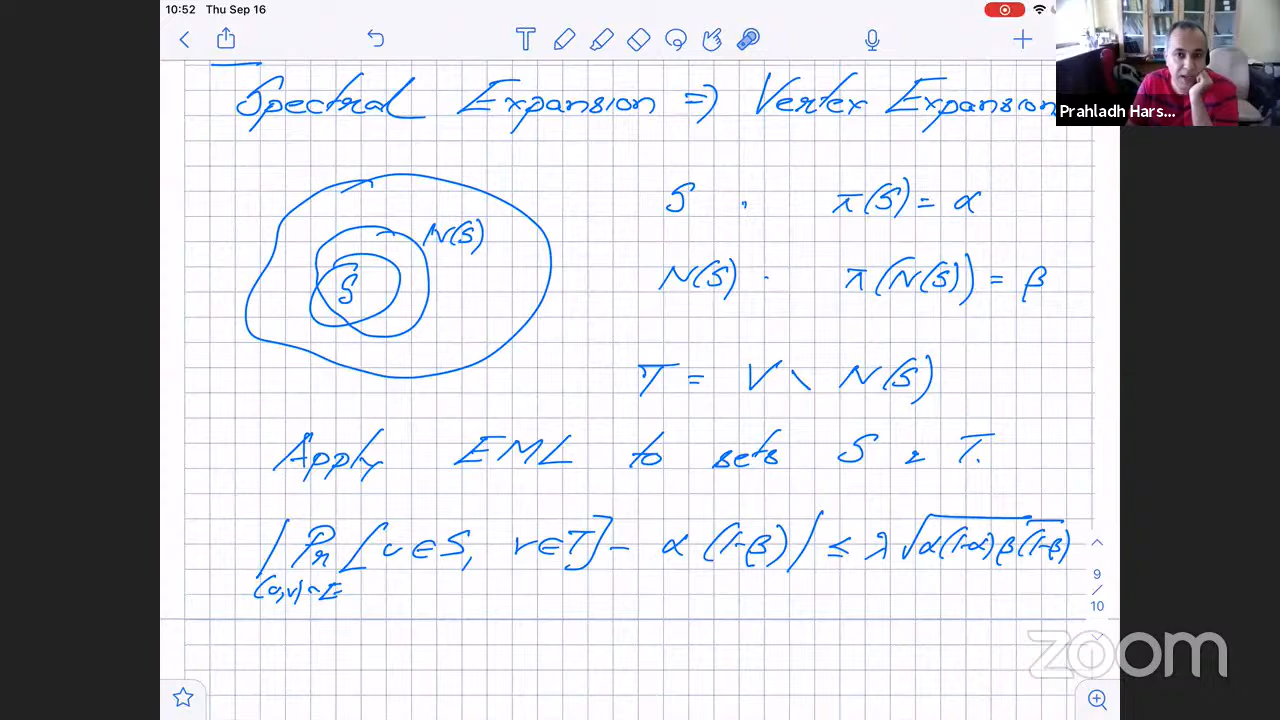 10:52 Thu Sep 16
Spectral Expansion => Vertex Expansion
Prahladh Hars...
N(S)
S
S , π(S) = α
N(S) . π(N(S)) = β
T = V \ N(S)
Apply EML to sets S & T.
| Pr [u ∈ S, v ∈ T] - α (1-β) | ≤ λ √α(1-α) β(1-β)
(u,v)~E
9
/
10
zoom